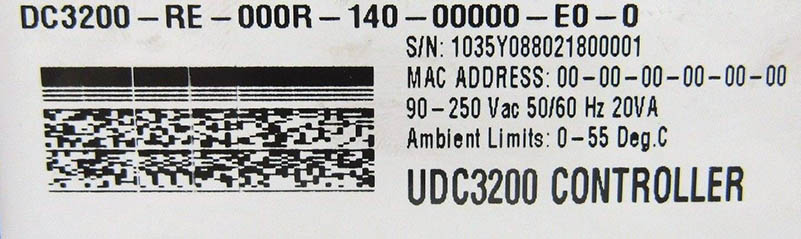 DC3200-RE-000R-140-00000-E0-0
S/N: 1035Y088021800001
MAC ADDRESS: 00-00-00-00-00-00
90-250 Vac 50/60 Hz 20VA
Ambient Limits: 0-55 Deg.C
UDC3200 CONTROLLER